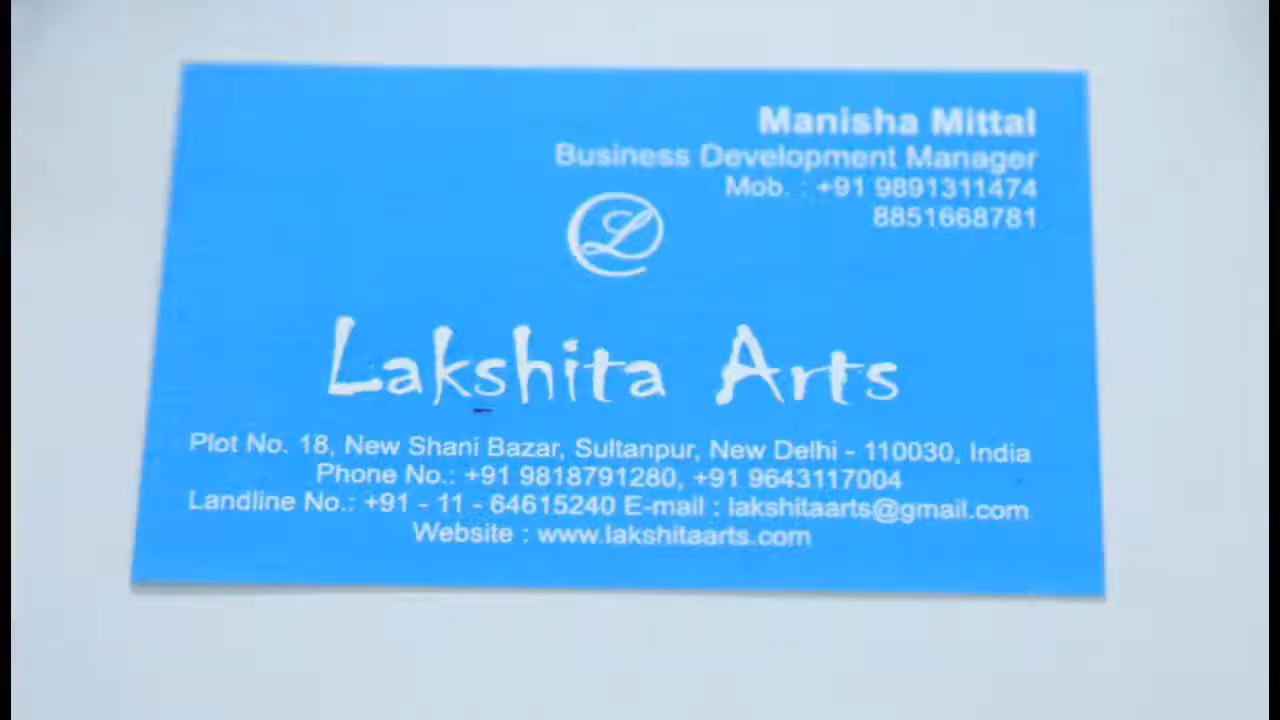 Manisha Mittal
Business Development Manager
Mob. : +91 9891311474
8851668781
L
Lakshita Arts
Plot No. 18, New Shani Bazar, Sultanpur, New Delhi - 110030, India
Phone No.: +91 9818791280, +91 9643117004
Landline No.: +91 - 11 - 64615240 E-mail : lakshitaarts@gmail.com
Website : www.lakshitaarts.com